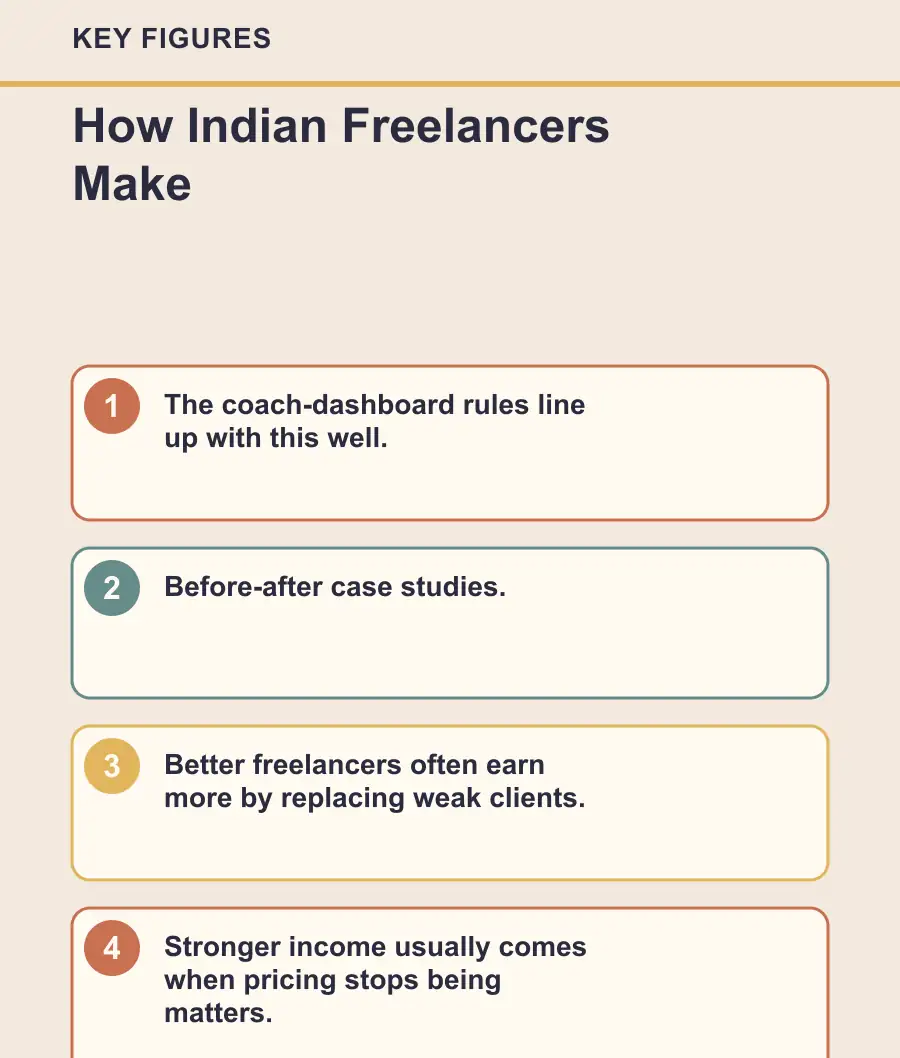 KEY FIGURES
How Indian Freelancers
Make
1
The coach-dashboard rules line
up with this well.
2
Before-after case studies.
3
Better freelancers often earn
more by replacing weak clients.
4
Stronger income usually comes
when pricing stops being
matters.